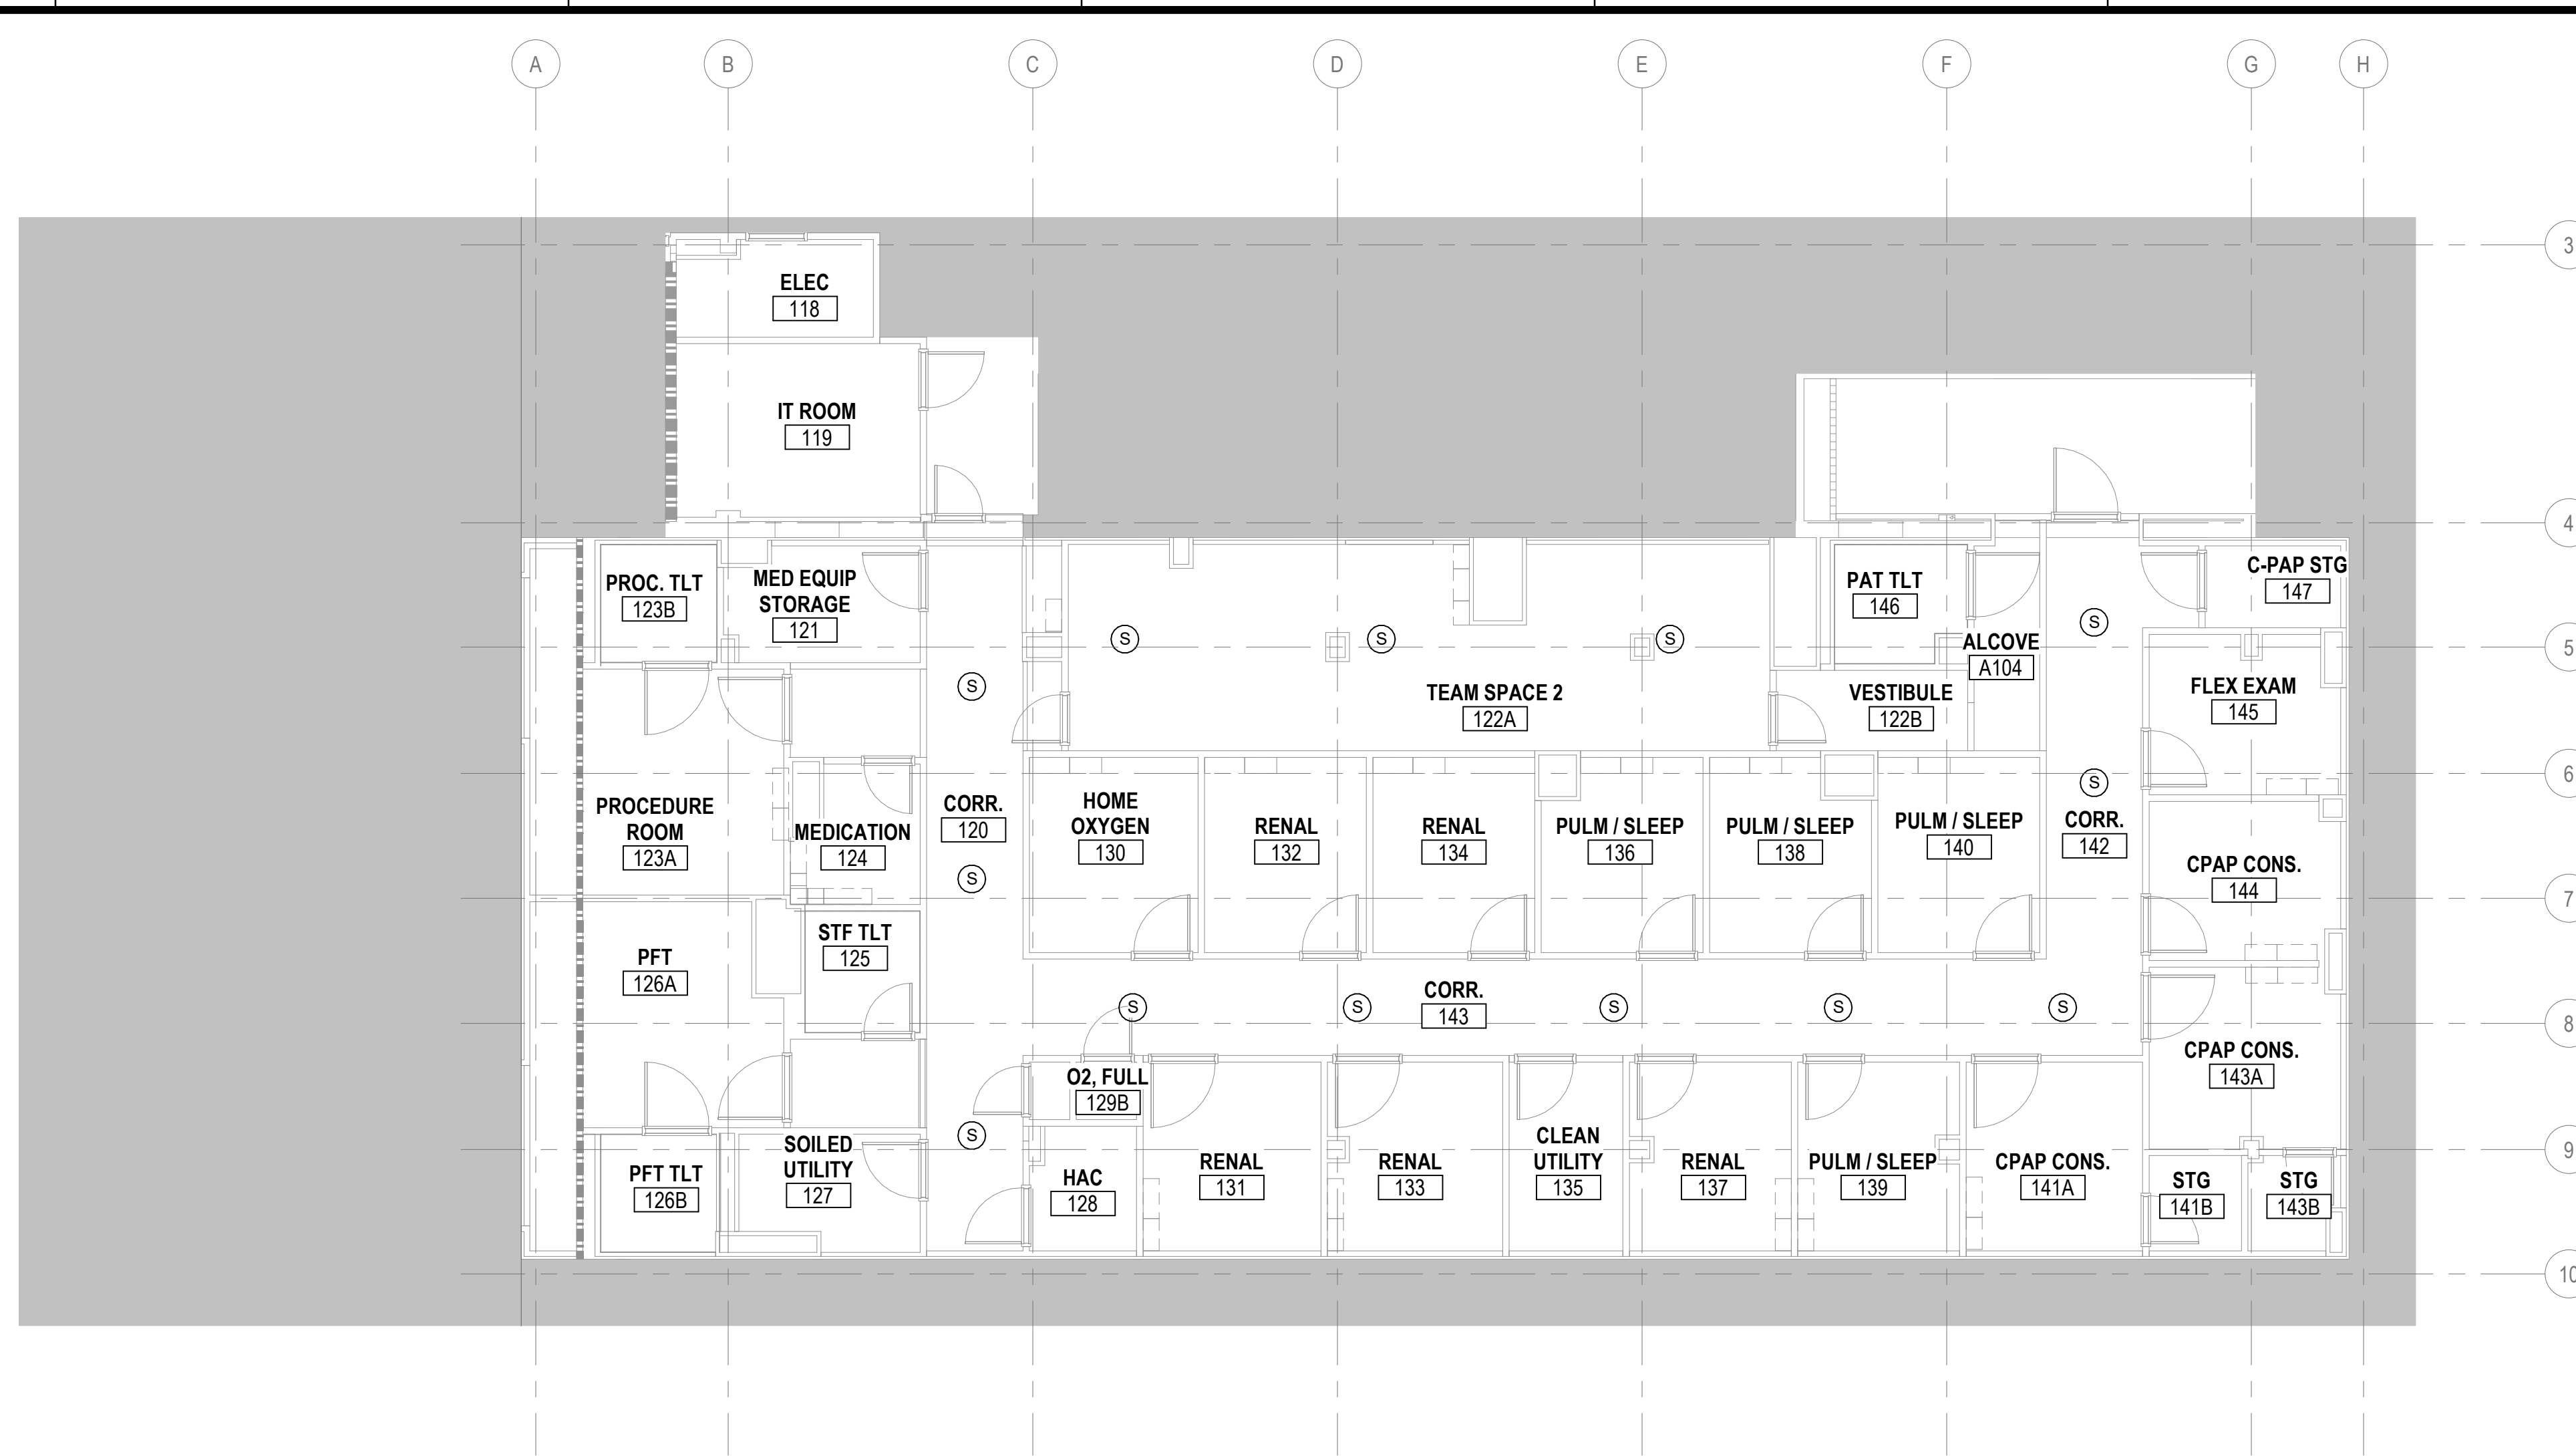 A B C D E F G H
3
ELEC
118
IT ROOM
119
4
PROC. TLT
123B
MED EQUIP
STORAGE
121
PAT TLT
146
C-PAP STG
147
S
S S S
5
ALCOVE
A104
S
TEAM SPACE 2
122A
VESTIBULE
122B
FLEX EXAM
145
6
S
PROCEDURE
ROOM
123A
MEDICATION
124
CORR.
120
HOME
OXYGEN
130
RENAL
132
RENAL
134
PULM / SLEEP
136
PULM / SLEEP
138
PULM / SLEEP
140
CORR.
142
CPAP CONS.
144
S
7
STF TLT
125
PFT
126A
CORR.
143
S S S S S
8
O2, FULL
129B
CPAP CONS.
143A
S
9
PFT TLT
126B
SOILED
UTILITY
127
HAC
128
RENAL
131
RENAL
133
CLEAN
UTILITY
135
RENAL
137
PULM / SLEEP
139
CPAP CONS.
141A
STG
141B
STG
143B
10